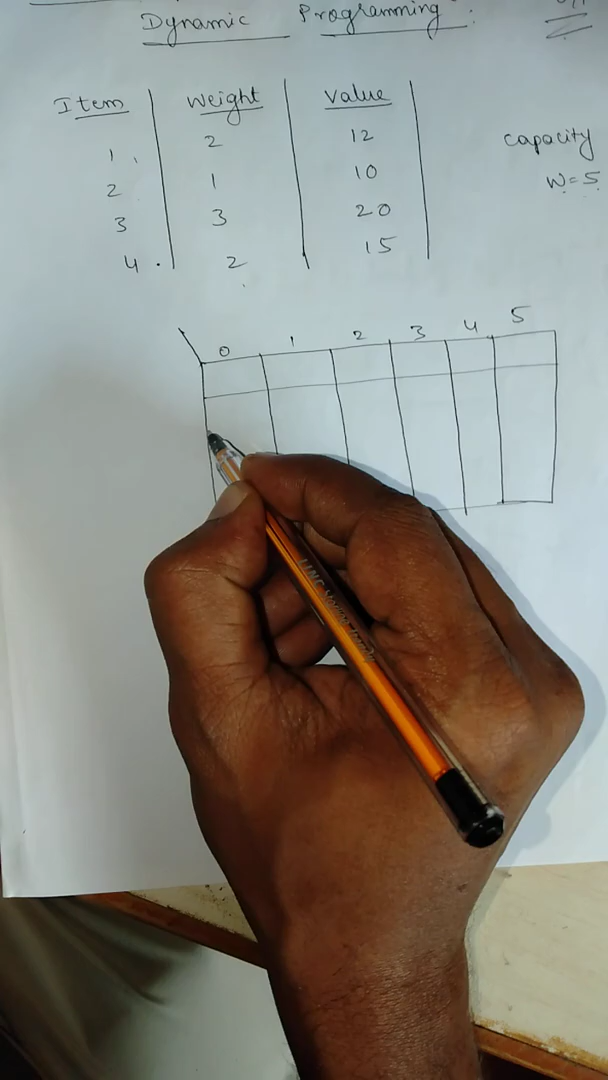 Dynamic Programming :
Item Weight Value
1 2 12
2 1 10
3 3 20
4 . 2 15
capacity
W=5
0 1 2 3 4 5